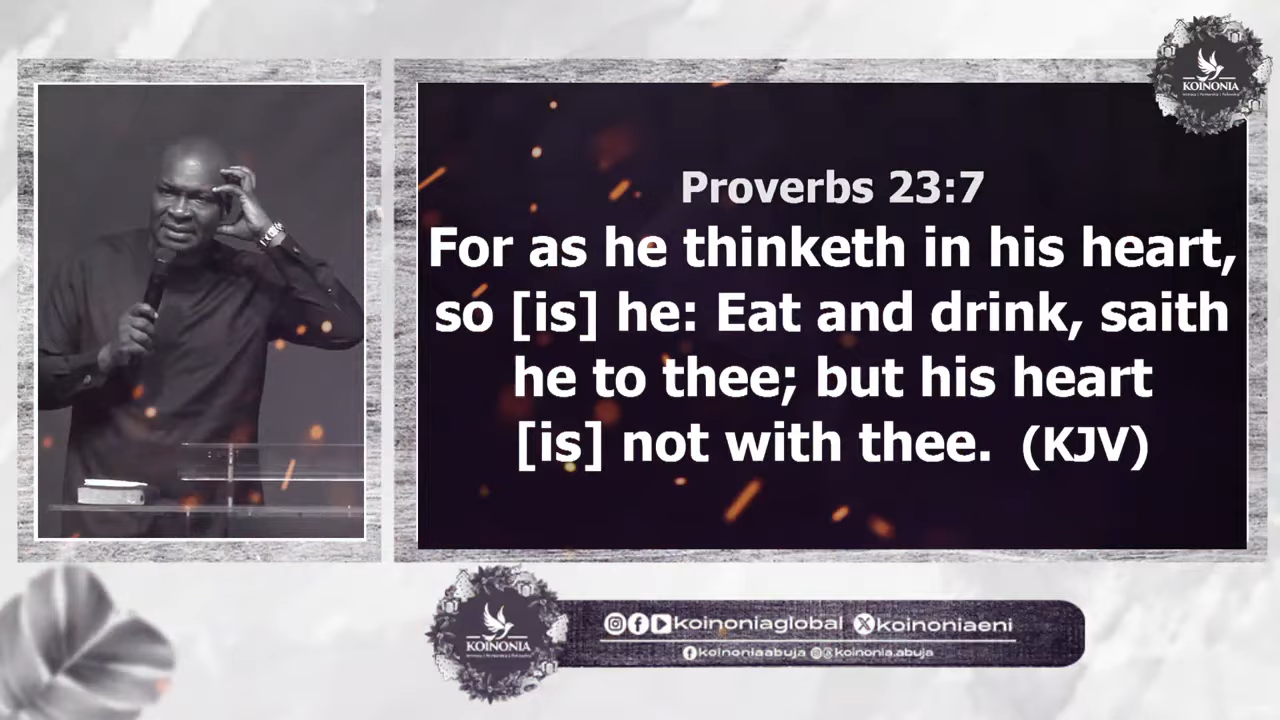 KOINONIA
Proverbs 23:7
For as he thinketh in his heart,
so [is] he: Eat and drink, saith
he to thee; but his heart
[is] not with thee. (KJV)
KOINONIA
koinoniaglobal koinoniaeni
koinoniaabuja koinonia.abuja